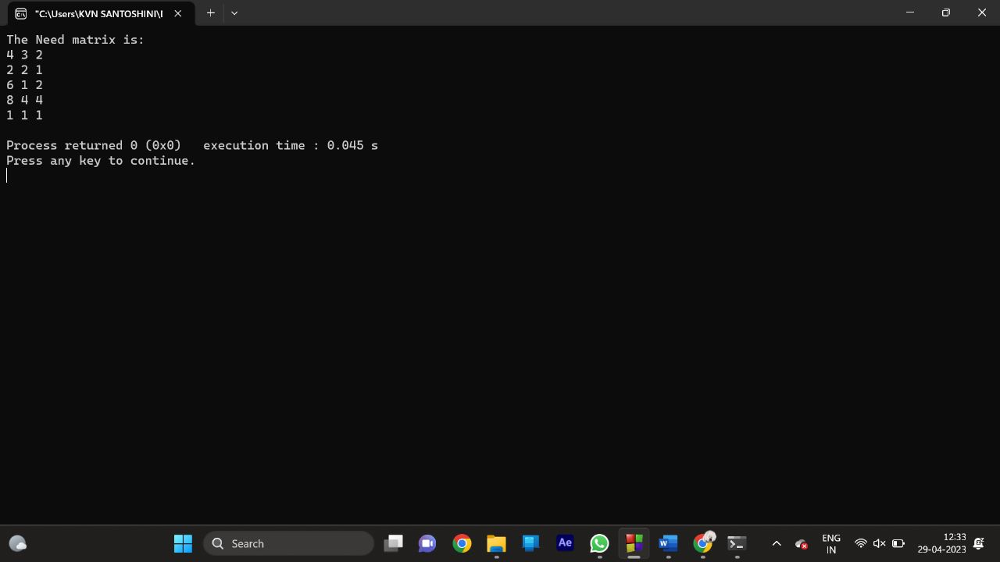 "C:\Users\KVN SANTOSHINI\I
The Need matrix is:
4 3 2
2 2 1
6 1 2
8 4 4
1 1 1
Process returned 0 (0x0)   execution time : 0.045 s
Press any key to continue.
Search
Ae
W
ENG
IN
12:33
29-04-2023